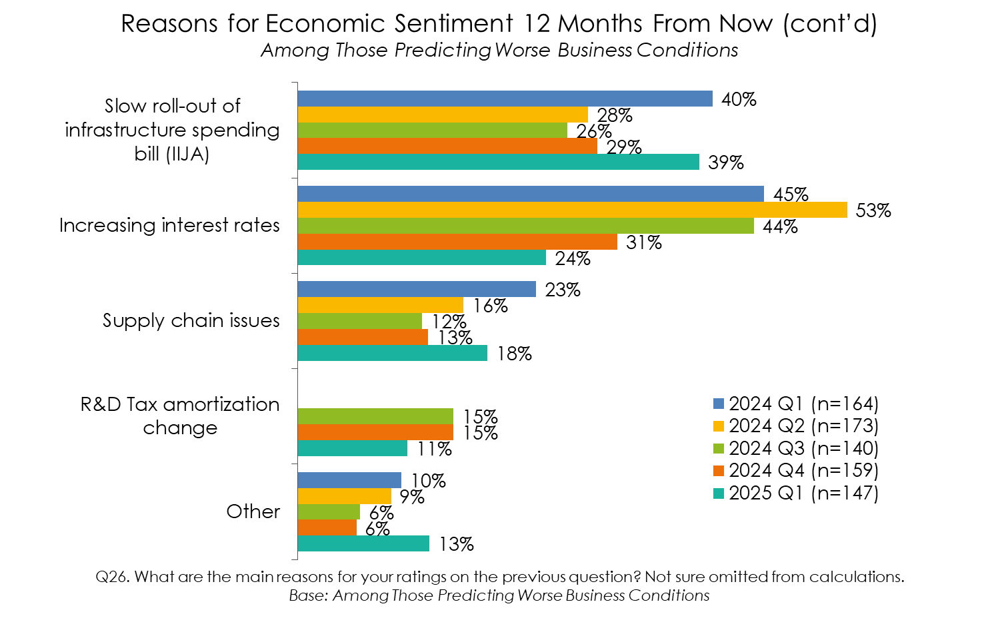 Reasons for Economic Sentiment 12 Months From Now (cont’d)
Among Those Predicting Worse Business Conditions
Slow roll-out of
infrastructure spending
bill (IIJA)
40%
28%
26%
29%
39%
Increasing interest rates
45%
53%
44%
31%
24%
Supply chain issues
23%
16%
12%
13%
18%
R&D Tax amortization
change
15%
15%
11%
Other
10%
9%
6%
6%
13%
2024 Q1 (n=164)
2024 Q2 (n=173)
2024 Q3 (n=140)
2024 Q4 (n=159)
2025 Q1 (n=147)
Q26. What are the main reasons for your ratings on the previous question? Not sure omitted from calculations.
Base: Among Those Predicting Worse Business Conditions